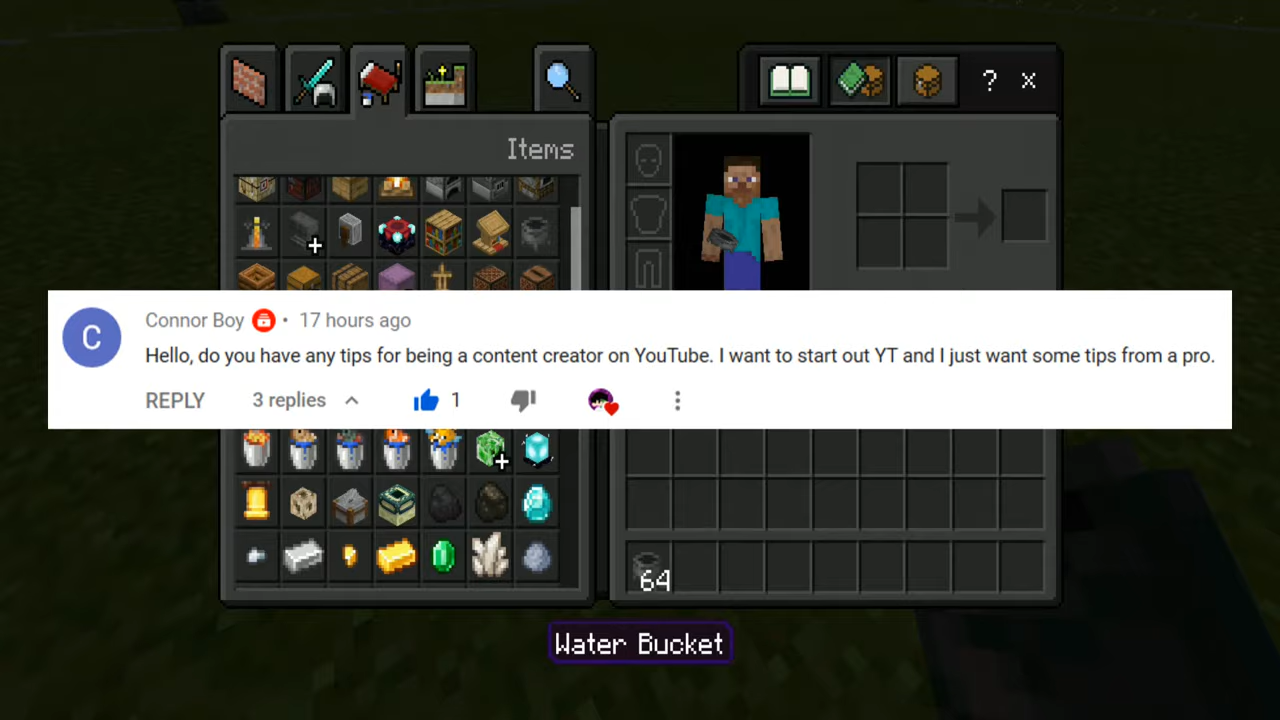 ? X
Items
C
Connor Boy • 17 hours ago
Hello, do you have any tips for being a content creator on YouTube. I want to start out YT and I just want some tips from a pro.
REPLY 3 replies 1
64
Water Bucket